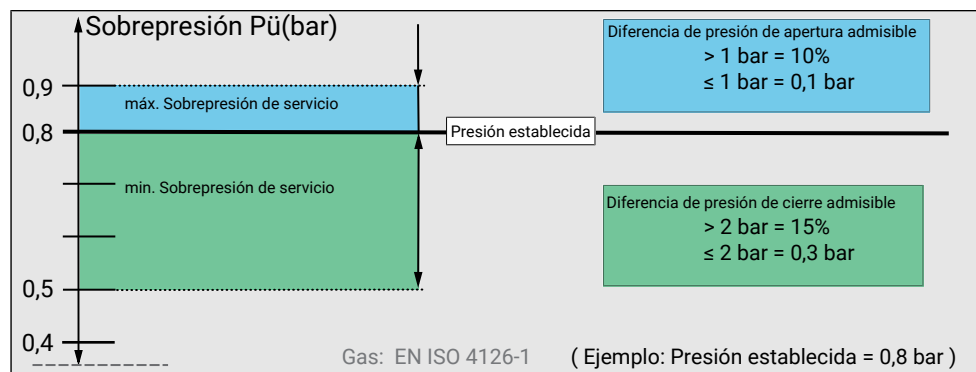 Sobrepresión Pü(bar)
Diferencia de presión de apertura admisible
> 1 bar = 10%
≤ 1 bar = 0,1 bar
0,9
máx. Sobrepresión de servicio
0,8
Presión establecida
min. Sobrepresión de servicio
Diferencia de presión de cierre admisible
> 2 bar = 15%
≤ 2 bar = 0,3 bar
0,5
0,4
Gas: EN ISO 4126-1
( Ejemplo: Presión establecida = 0,8 bar )